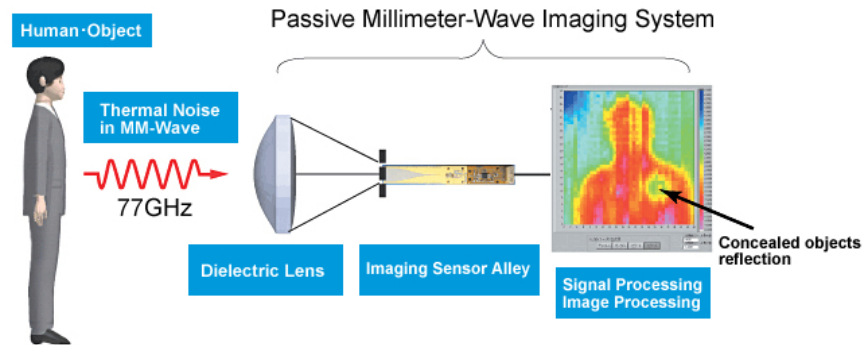 Passive Millimeter-Wave Imaging System
Human・Object
Thermal Noise
in MM-Wave
77GHz
Dielectric Lens
Imaging Sensor Alley
Signal Processing
Image Processing
Concealed objects
reflection